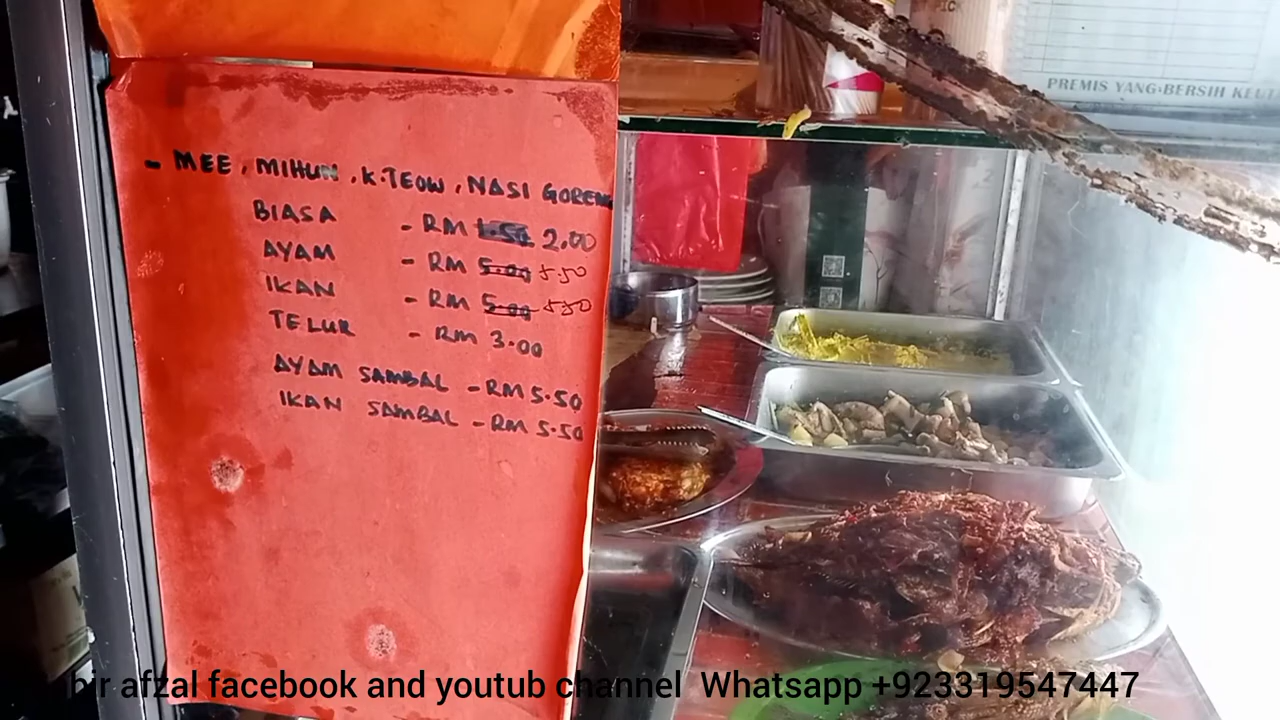 - MEE, MIHUN, K.TEOW, NASI GORENG
BIASA - RM 1.50 2.00
AYAM - RM 5.00 5.50
IKAN - RM 5.00 5.50
TELUR - RM 3.00
AYAM SAMBAL - RM 5.50
IKAN SAMBAL - RM 5.50
PREMIS YANG BERSIH
bir afzal facebook and youtub channel Whatsapp +923319547447